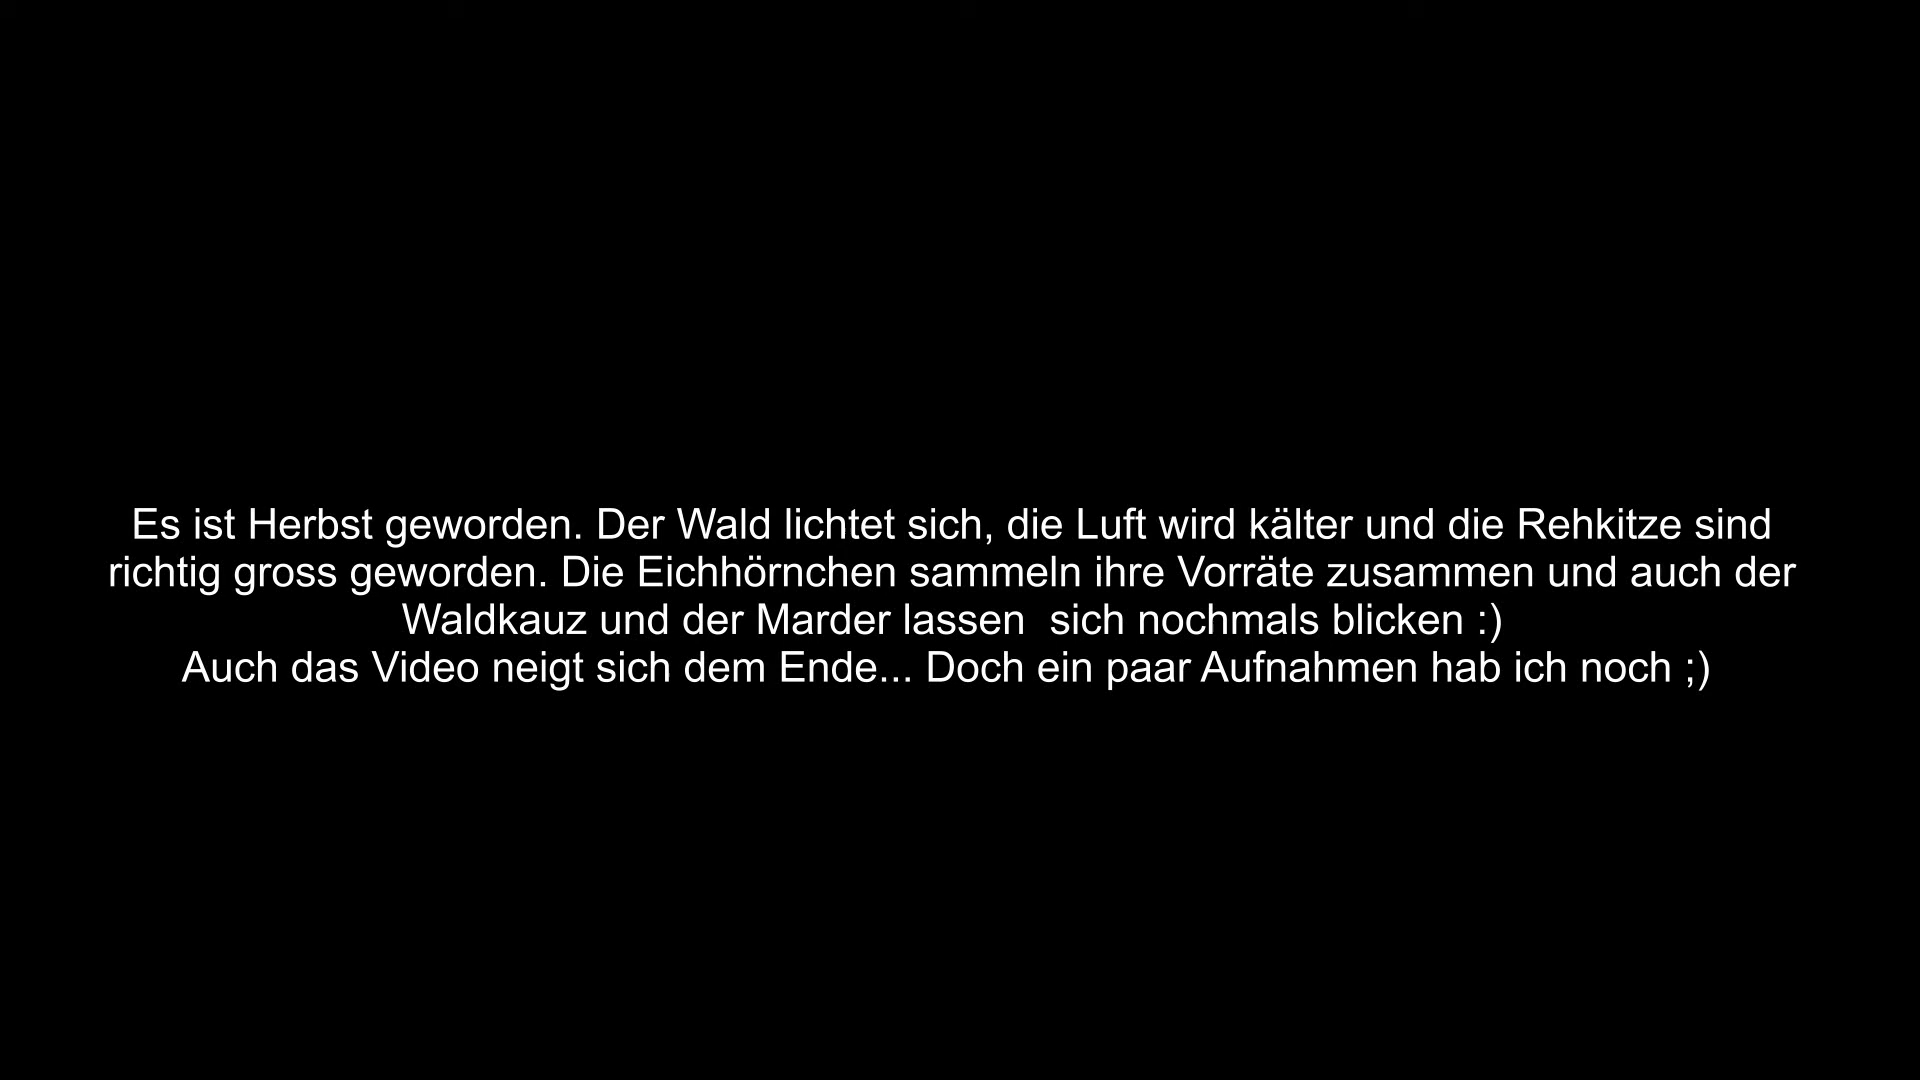 Es ist Herbst geworden. Der Wald lichtet sich, die Luft wird kälter und die Rehkitze sind
richtig gross geworden. Die Eichhörnchen sammeln ihre Vorräte zusammen und auch der
Waldkauz und der Marder lassen  sich nochmals blicken :)
Auch das Video neigt sich dem Ende... Doch ein paar Aufnahmen hab ich noch ;)